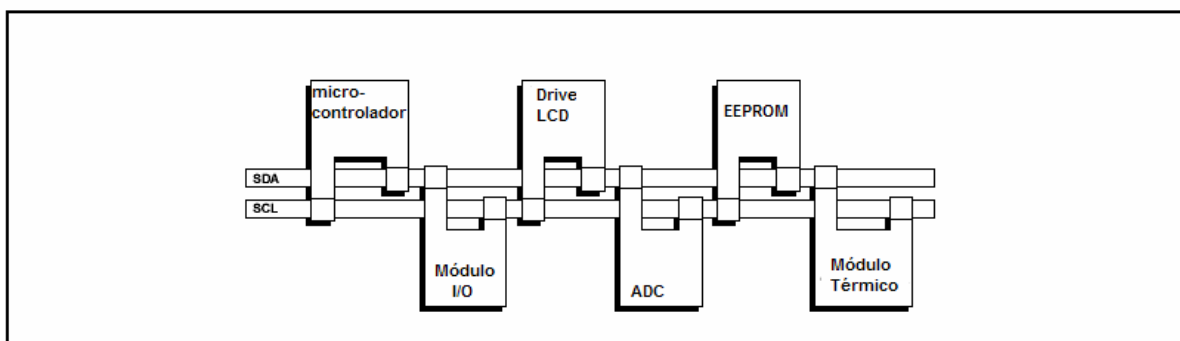 micro-
controlador
Drive
LCD
EEPROM
SDA
SCL
Módulo
I/O
ADC
Módulo
Térmico